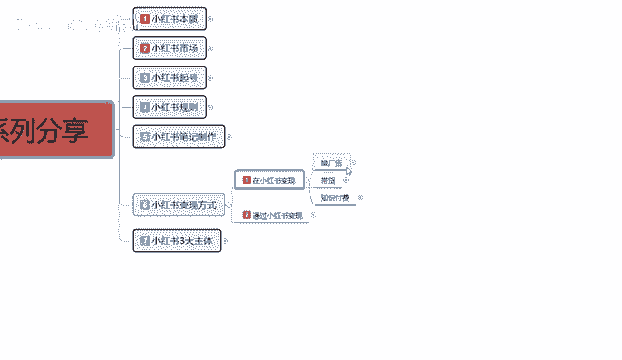 系列分享
1 小红书本质
2 小红书市场
3 小红书起号
4 小红书规则
5 小红书笔记制作
6 小红书变现方式
1 在小红书变现
接广告
带货
知识付费
2 通过小红书变现
7 小红书3大主体